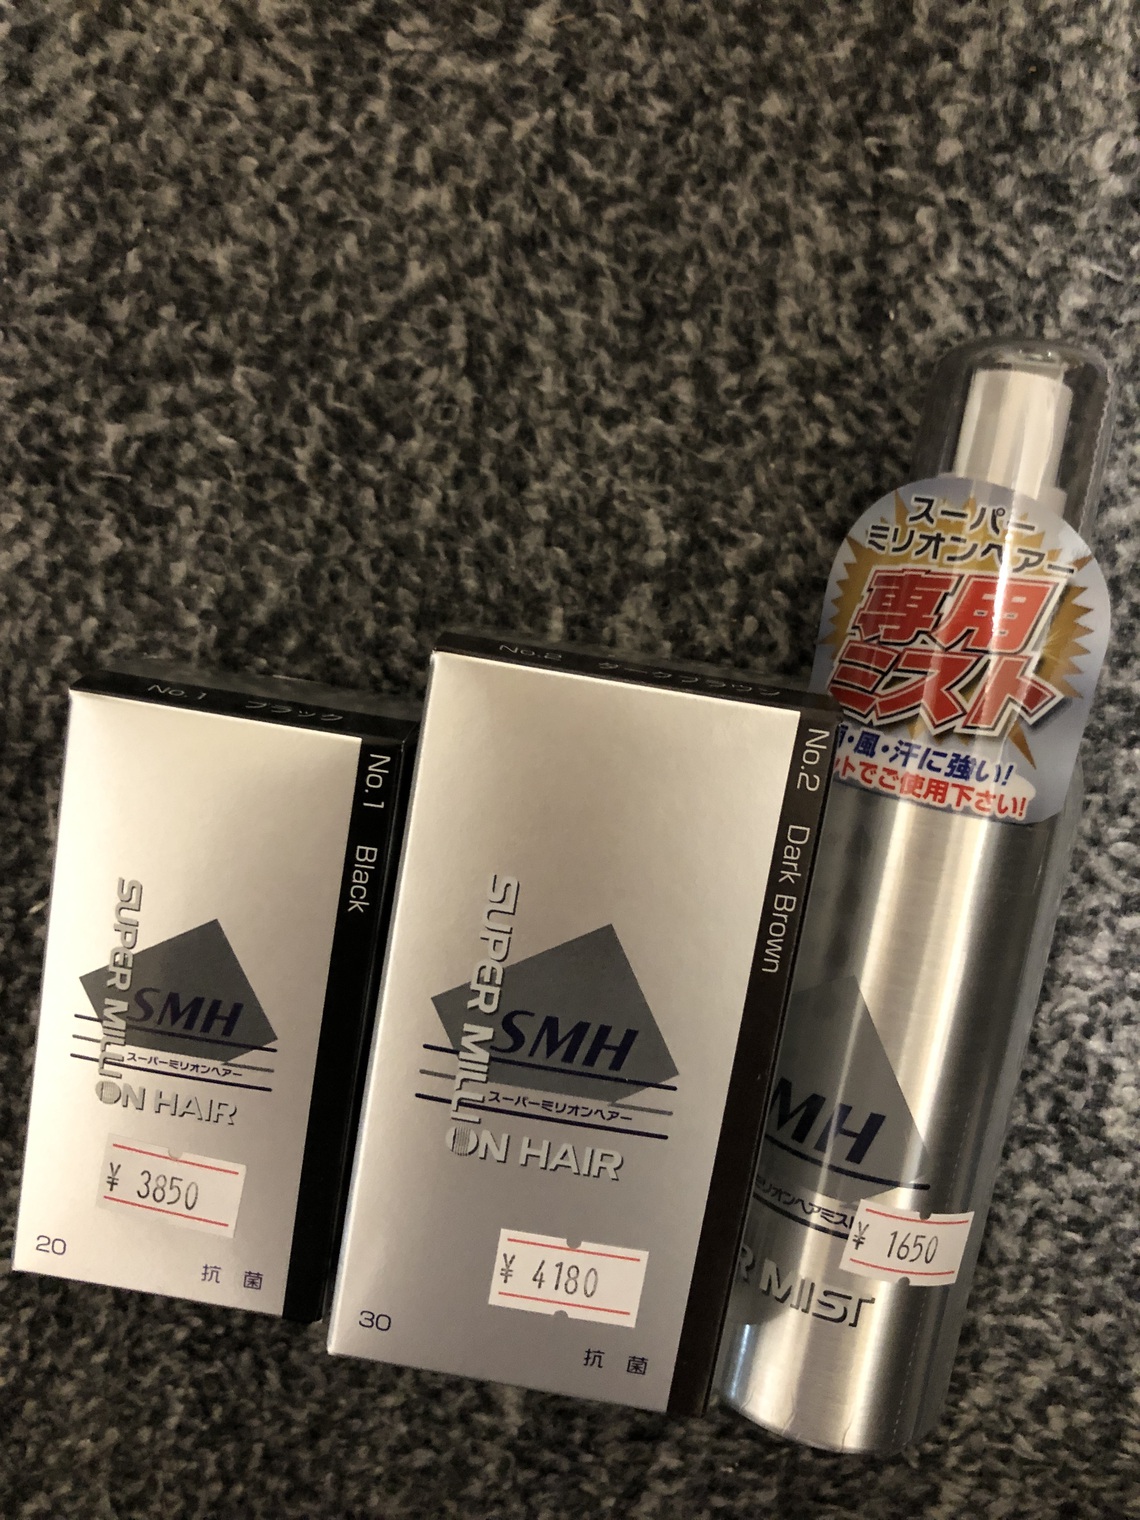 No.1 ブラック
No.1 Black
SUPER MILLION HAIR
SMH
スーパーミリオンヘアー
¥ 3850
20
抗菌
No.2 ダークブラウン
No.2 Dark Brown
SUPER MILLION HAIR
SMH
スーパーミリオンヘアー
¥ 4180
30
抗菌
スーパー
ミリオンヘアー
専用
ミスト
・風・汗に強い!
トでご使用下さい!
MH
ミリオンヘアミスト
¥ 1650
R MIST